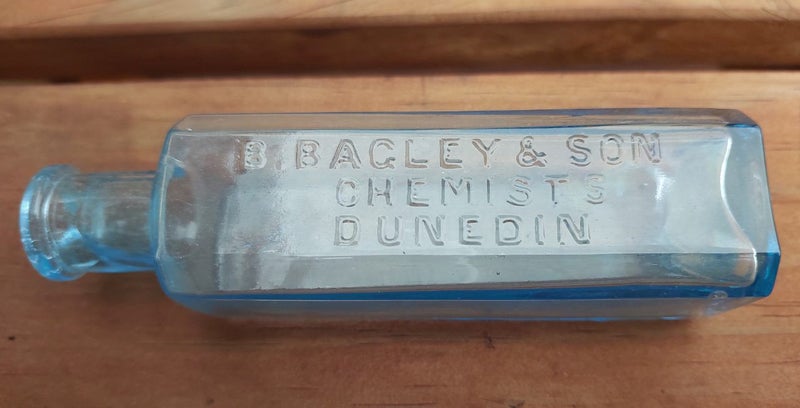 B. BAGLEY & SON
CHEMISTS
DUNEDIN